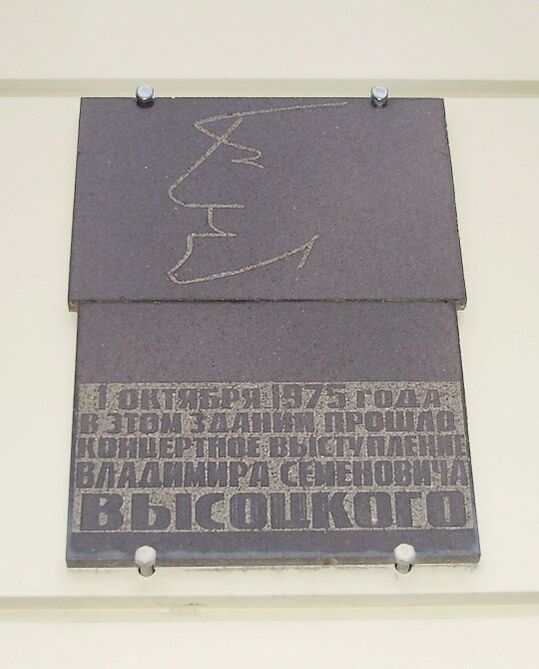 1 ОКТЯБРЯ 1975 ГОДА
В ЭТОМ ЗДАНИИ ПРОШЛО
КОНЦЕРТНОЕ ВЫСТУПЛЕНИЕ
ВЛАДИМИРА СЕМЕНОВИЧА
ВЫСОЦКОГО